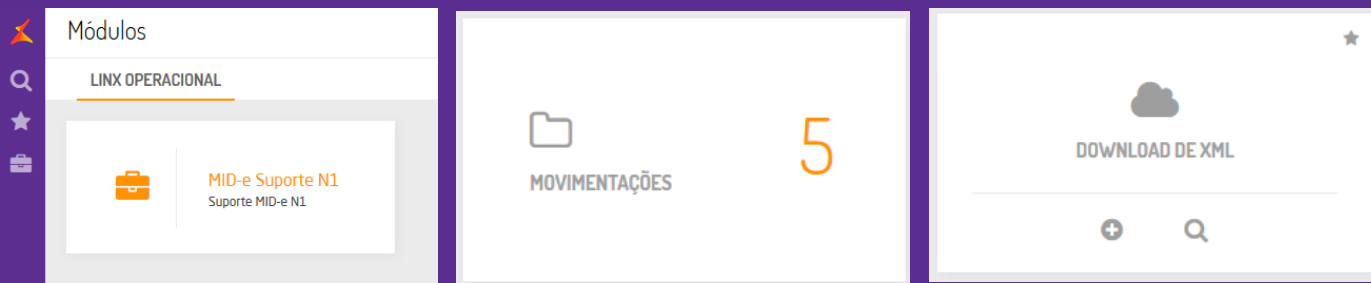 Módulos
LINX OPERACIONAL
MID-e Suporte N1
Suporte MID-e N1
MOVIMENTAÇÕES
5
DOWNLOAD DE XML